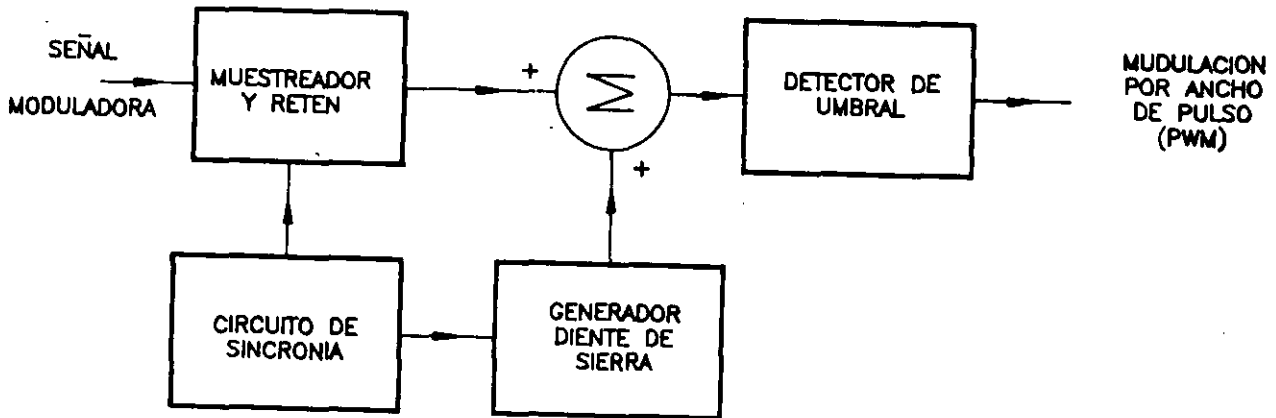 SEÑAL
MODULADORA
MUESTREADOR
Y RETEN
+
Σ
+
DETECTOR DE
UMBRAL
MUDULACION
POR ANCHO
DE PULSO
(PWM)
CIRCUITO DE
SINCRONIA
GENERADOR
DIENTE DE
SIERRA